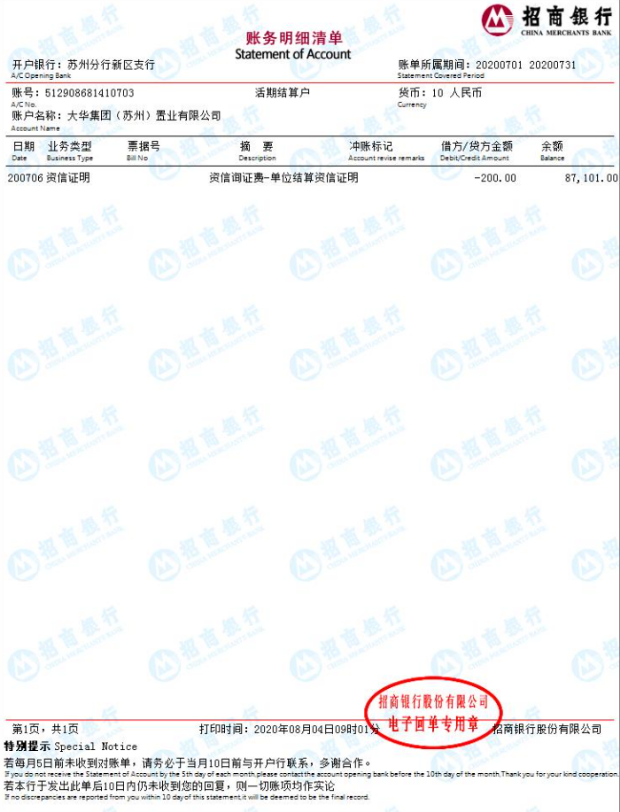 招商银行
CHINA MERCHANTS BANK
账务明细清单
Statement of Account
开户银行：苏州分行新区支行 账单所属期间：20200701 20200731
A/C Opening Bank Statement Covered Period
账号：512908681410703 活期结算户 货币：10 人民币
A/C No. Currency
账户名称：大华集团（苏州）置业有限公司
Account Name
日期 业务类型 票据号 摘 要 冲账标记 借方/贷方金额 余额
Date Business Type Bill No Description Account revise remarks Debit/Credit Amount Balance
200706 资信证明 资信询证费-单位结算资信证明 -200.00 87,101.00
招商银行股份有限公司
电子回单专用章
第1页，共1页 打印时间：2020年08月04日09时01分 招商银行股份有限公司
特别提示 Special Notice
若每月5日前未收到对账单，请务必于当月10日前与开户行联系，多谢合作。
If you do not receive the Statement of Account by the 5th day of each month,please contact the account opening bank before the 10th day of the month.Thank you for your kind cooperation.
若本行于发出此单后10日内仍未收到您的回复，则一切账项均作实论
If no discrepancies are reported from you within 10 day of this statement,it will be deemed to be the final record.